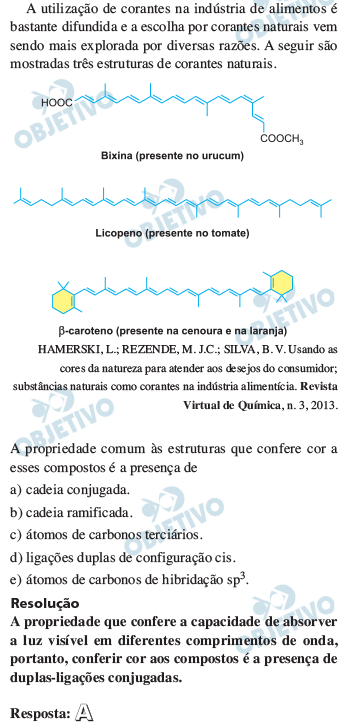 A utilização de corantes na indústria de alimentos é
bastante difundida e a escolha por corantes naturais vem
sendo mais explorada por diversas razões. A seguir são
mostradas três estruturas de corantes naturais.
HOOC
COOCH3
Bixina (presente no urucum)
Licopeno (presente no tomate)
β-caroteno (presente na cenoura e na laranja)
HAMERSKI, L.; REZENDE, M. J.C.; SILVA, B. V. Usando as
cores da natureza para atender aos desejos do consumidor;
substâncias naturais como corantes na indústria alimentícia. Revista
Virtual de Química, n. 3, 2013.
A propriedade comum às estruturas que confere cor a
esses compostos é a presença de
a) cadeia conjugada.
b) cadeia ramificada.
c) átomos de carbonos terciários.
d) ligações duplas de configuração cis.
e) átomos de carbonos de hibridação sp³.
Resolução
A propriedade que confere a capacidade de absorver
a luz visível em diferentes comprimentos de onda,
portanto, conferir cor aos compostos é a presença de
duplas-ligações conjugadas.
Resposta: A
OBJETIVO
OBJETIVO
OBJETIVO
OBJETIVO
OBJETIVO
OBJETIVO
OBJETIVO